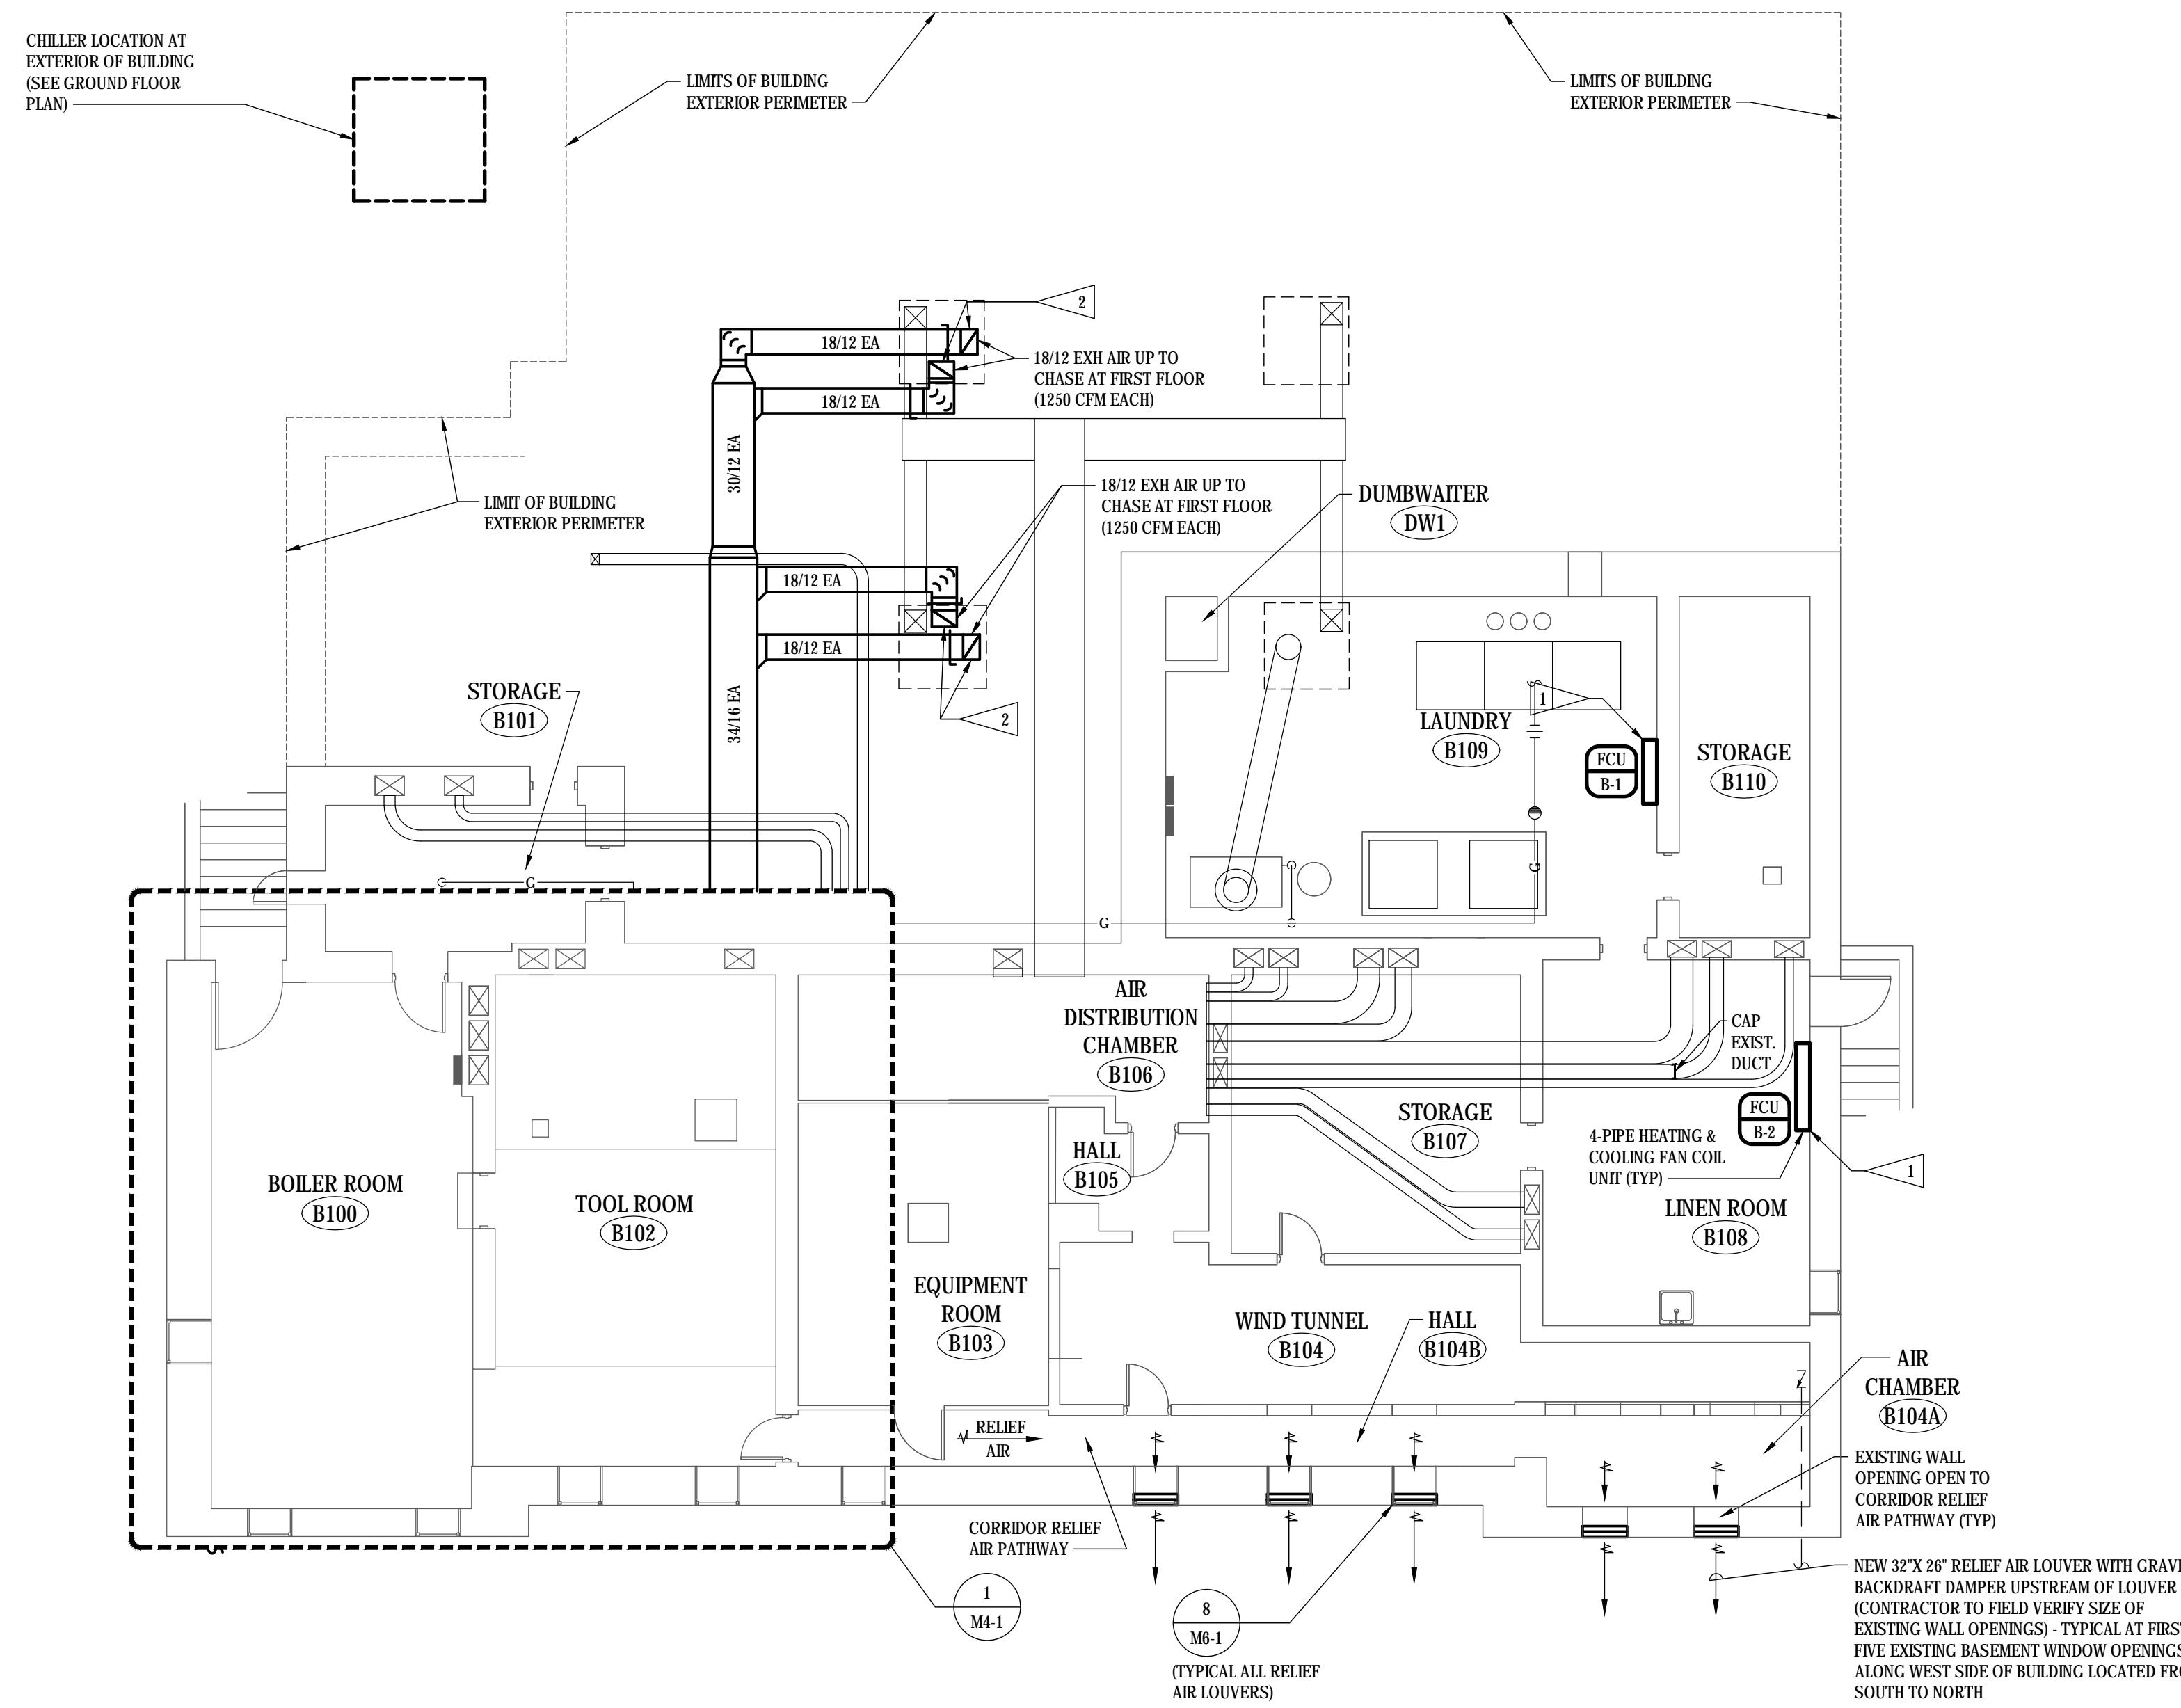 CHILLER LOCATION AT
EXTERIOR OF BUILDING
(SEE GROUND FLOOR
PLAN)
LIMITS OF BUILDING
EXTERIOR PERIMETER
LIMITS OF BUILDING
EXTERIOR PERIMETER
2
18/12 EA
18/12 EXH AIR UP TO
CHASE AT FIRST FLOOR
(1250 CFM EACH)
18/12 EA
30/12 EA
18/12 EXH AIR UP TO
CHASE AT FIRST FLOOR
(1250 CFM EACH)
DUMBWAITER
DW1
LIMIT OF BUILDING
EXTERIOR PERIMETER
18/12 EA
18/12 EA
34/16 EA
2
STORAGE
B101
1
LAUNDRY
B109
FCU
B-1
STORAGE
B110
G
G
G
AIR
DISTRIBUTION
CHAMBER
B106
CAP
EXIST.
DUCT
STORAGE
B107
FCU
B-2
4-PIPE HEATING &
COOLING FAN COIL
UNIT (TYP)
1
HALL
B105
BOILER ROOM
B100
TOOL ROOM
B102
LINEN ROOM
B108
EQUIPMENT
ROOM
B103
WIND TUNNEL
B104
HALL
B104B
AIR
CHAMBER
B104A
RELIEF
AIR
EXISTING WALL
OPENING OPEN TO
CORRIDOR RELIEF
AIR PATHWAY (TYP)
CORRIDOR RELIEF
AIR PATHWAY
1
M4-1
8
M6-1
(TYPICAL ALL RELIEF
AIR LOUVERS)
NEW 32"X 26" RELIEF AIR LOUVER WITH
BACKDRAFT DAMPER UPSTREAM OF LOUVER
(CONTRACTOR TO FIELD VERIFY SIZE OF
EXISTING WALL OPENINGS) - TYPICAL AT FIRST
FIVE EXISTING BASEMENT WINDOW OPENINGS
ALONG WEST SIDE OF BUILDING LOCATED
SOUTH TO NORTH